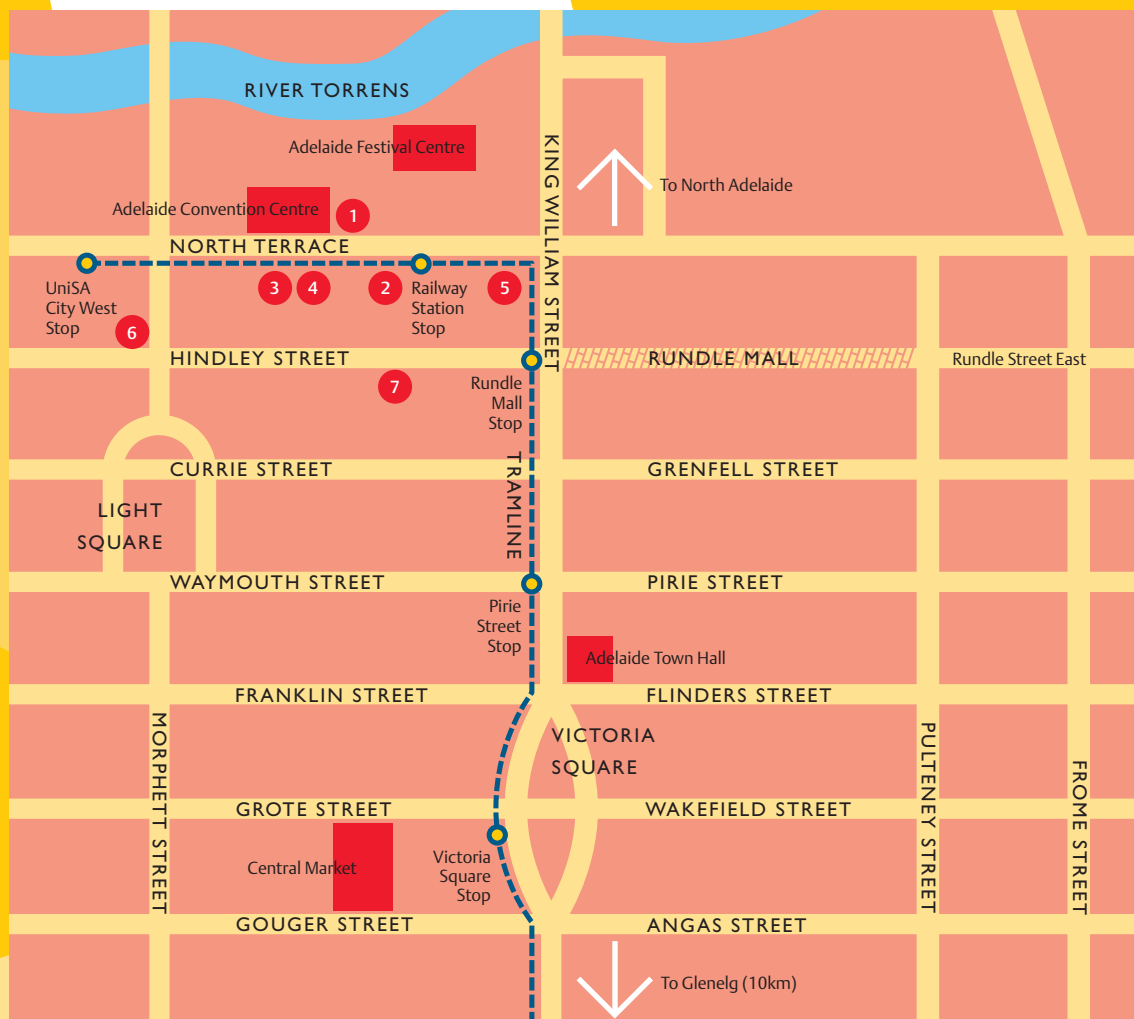 RIVER TORRENS
Adelaide Festival Centre
KING WILLIAM STREET
To North Adelaide
Adelaide Convention Centre
1
NORTH TERRACE
UniSA
City West
Stop
3
4
2
Railway
Station
Stop
5
6
HINDLEY STREET
RUNDLE MALL
Rundle Street East
7
Rundle
Mall
Stop
TRAMLINE
CURRIE STREET
GRENFELL STREET
LIGHT
SQUARE
WAYMOUTH STREET
PIRIE STREET
Pirie
Street
Stop
Adelaide Town Hall
FRANKLIN STREET
FLINDERS STREET
MORPHETT STREET
VICTORIA
SQUARE
PULTENEY STREET
FROME STREET
GROTE STREET
WAKEFIELD STREET
Central Market
Victoria
Square
Stop
GOUGER STREET
ANGAS STREET
To Glenelg (10km)